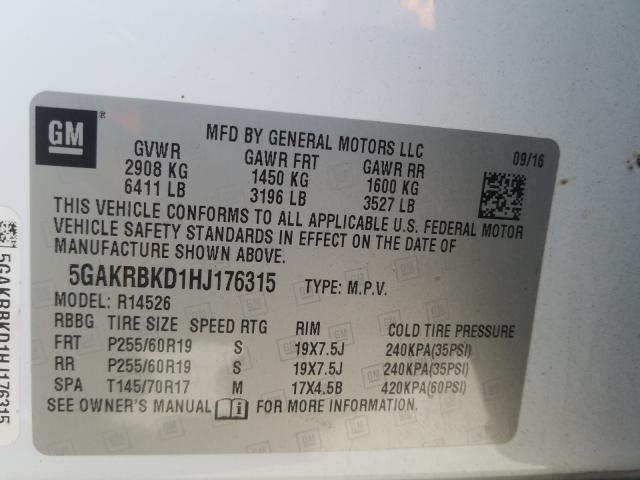 GM®
MFD BY GENERAL MOTORS LLC
09/16
GVWR GAWR FRT GAWR RR
2908 KG 1450 KG 1600 KG
6411 LB 3196 LB 3527 LB
THIS VEHICLE CONFORMS TO ALL APPLICABLE U.S. FEDERAL MOTOR
VEHICLE SAFETY STANDARDS IN EFFECT ON THE DATE OF
MANUFACTURE SHOWN ABOVE.
5GAKRBKD1HJ176315 TYPE: M.P.V.
MODEL: R14526
RBBG TIRE SIZE SPEED RTG RIM COLD TIRE PRESSURE
FRT P255/60R19 S 19X7.5J 240KPA(35PSI)
RR P255/60R19 S 19X7.5J 240KPA(35PSI)
SPA T145/70R17 M 17X4.5B 420KPA(60PSI)
SEE OWNER'S MANUAL FOR MORE INFORMATION.
5GAKRBKD1HJ176315